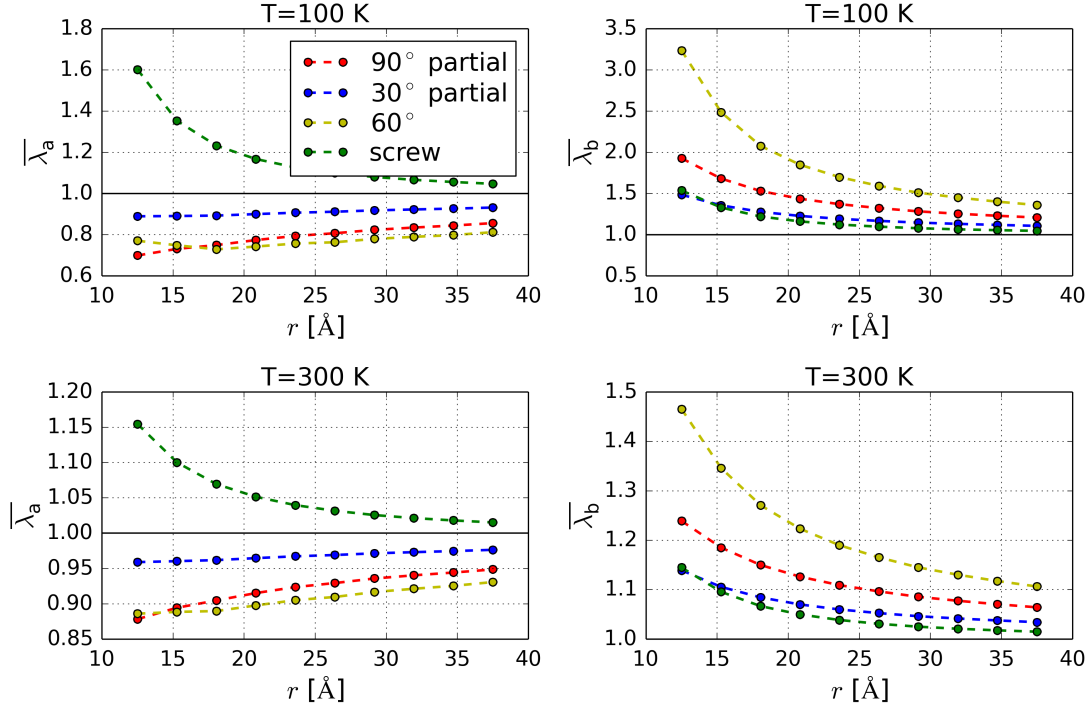 T=100 K
1.8
1.6
1.4
1.2
1.0
0.8
0.6
λa
90° partial
30° partial
60°
screw
10 15 20 25 30 35 40
r [Å]
T=100 K
3.5
3.0
2.5
2.0
1.5
1.0
0.5
λb
10 15 20 25 30 35 40
r [Å]
T=300 K
1.20
1.15
1.10
1.05
1.00
0.95
0.90
0.85
λa
10 15 20 25 30 35 40
r [Å]
T=300 K
1.5
1.4
1.3
1.2
1.1
1.0
λb
10 15 20 25 30 35 40
r [Å]